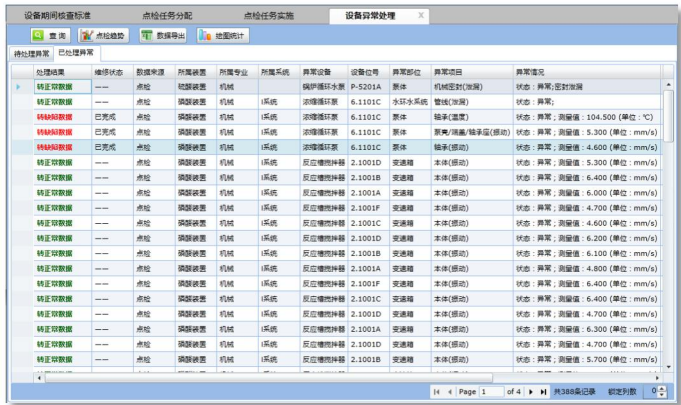 设备期间核查标准 点检任务分配 点检任务实施 设备异常处理 X
查询 点检趋势 数据导出 地图统计
待处理异常 已处理异常
处理结果 维修状态 数据来源 所属装置 所属专业 所属系统 异常设备 设备位号 异常部位 异常项目 异常情况
转正常数据 —— 点检 硫酸装置 机械 锅炉循环水泵 P-5201A 泵体 机械密封(泄漏) 状态：异常;密封泄漏
转正常数据 —— 点检 磷酸装置 机械 I系统 浓缩循环泵 6.1101C 水环水系统 管线(泄漏) 状态：异常;
转缺陷数据 已完成 点检 磷酸装置 机械 I系统 浓缩循环泵 6.1101C 泵体 轴承(温度) 状态：异常；测量值：104.500 (单位：℃)
转缺陷数据 已完成 点检 磷酸装置 机械 I系统 浓缩循环泵 6.1101C 泵体 泵壳/端盖/轴承座(振动) 状态：异常；测量值：5.300 (单位：mm/s)
转缺陷数据 已完成 点检 磷酸装置 机械 I系统 浓缩循环泵 6.1101C 泵体 轴承(振动) 状态：异常；测量值：4.600 (单位：mm/s)
转正常数据 —— 点检 磷酸装置 机械 I系统 反应槽搅拌器 2.1001D 变速箱 本体(振动) 状态：异常；测量值：5.300 (单位：mm/s)
转正常数据 —— 点检 磷酸装置 机械 I系统 反应槽搅拌器 2.1001B 变速箱 本体(振动) 状态：异常；测量值：6.400 (单位：mm/s)
转正常数据 —— 点检 磷酸装置 机械 I系统 反应槽搅拌器 2.1001A 变速箱 本体(振动) 状态：异常；测量值：6.000 (单位：mm/s)
转正常数据 —— 点检 磷酸装置 机械 I系统 反应槽搅拌器 2.1001F 变速箱 本体(振动) 状态：异常；测量值：4.700 (单位：mm/s)
转正常数据 —— 点检 磷酸装置 机械 I系统 反应槽搅拌器 2.1001C 变速箱 本体(振动) 状态：异常；测量值：4.600 (单位：mm/s)
转正常数据 —— 点检 磷酸装置 机械 I系统 反应槽搅拌器 2.1001D 变速箱 本体(振动) 状态：异常；测量值：6.200 (单位：mm/s)
转正常数据 —— 点检 磷酸装置 机械 I系统 反应槽搅拌器 2.1001B 变速箱 本体(振动) 状态：异常；测量值：6.100 (单位：mm/s)
转正常数据 —— 点检 磷酸装置 机械 I系统 反应槽搅拌器 2.1001A 变速箱 本体(振动) 状态：异常；测量值：4.800 (单位：mm/s)
转正常数据 —— 点检 磷酸装置 机械 I系统 反应槽搅拌器 2.1001F 变速箱 本体(振动) 状态：异常；测量值：6.400 (单位：mm/s)
转正常数据 —— 点检 磷酸装置 机械 I系统 反应槽搅拌器 2.1001C 变速箱 本体(振动) 状态：异常；测量值：6.400 (单位：mm/s)
转正常数据 —— 点检 磷酸装置 机械 I系统 反应槽搅拌器 2.1001D 变速箱 本体(振动) 状态：异常；测量值：4.700 (单位：mm/s)
转正常数据 —— 点检 磷酸装置 机械 I系统 反应槽搅拌器 2.1001A 变速箱 本体(振动) 状态：异常；测量值：6.300 (单位：mm/s)
转正常数据 —— 点检 磷酸装置 机械 I系统 反应槽搅拌器 2.1001D 变速箱 本体(振动) 状态：异常；测量值：4.700 (单位：mm/s)
转正常数据 —— 点检 磷酸装置 机械 I系统 反应槽搅拌器 2.1001B 变速箱 本体(振动) 状态：异常；测量值：5.700 (单位：mm/s)
Page 1 of 4 共388条记录 锁定列数 0